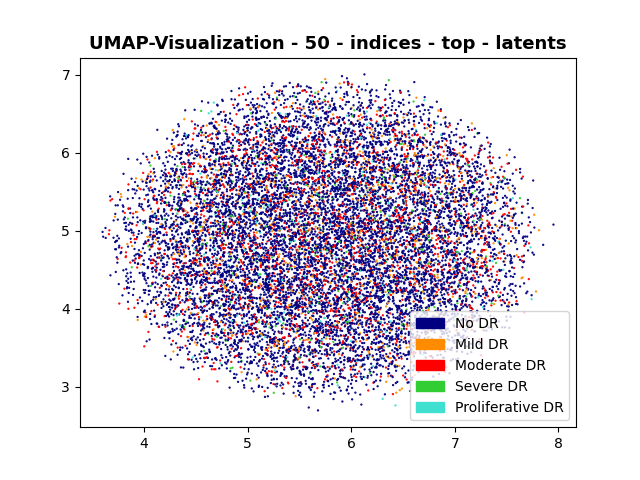 UMAP-Visualization - 50 - indices - top - latents
7
6
5
4
3
4 5 6 7 8
No DR
Mild DR
Moderate DR
Severe DR
Proliferative DR